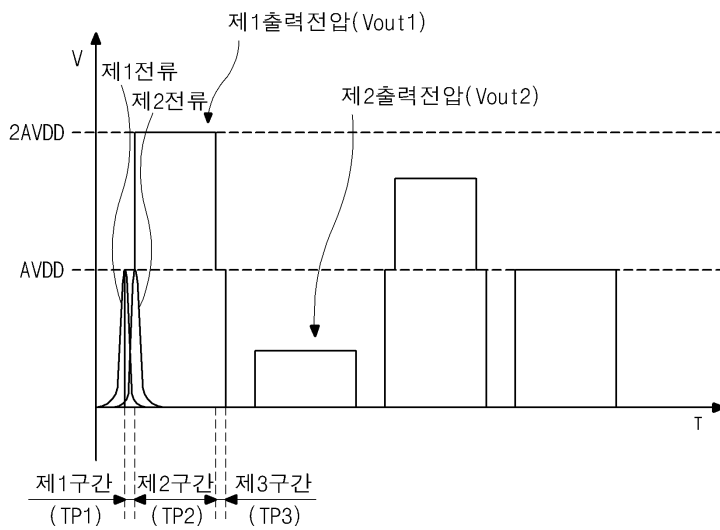 제1출력전압(Vout1)
V
제1전류
제2전류
제2출력전압(Vout2)
2AVDD
AVDD
T
제1구간 제2구간 제3구간
(TP1) (TP2) (TP3)